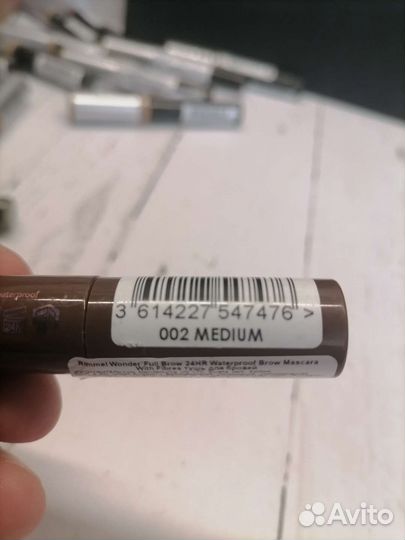 waterproof
3 614227 547476 >
002 MEDIUM
Rimmel Wonder Full Brow 24HR Waterproof Brow Mascara
With Fibres Тушь для бровей
Avito